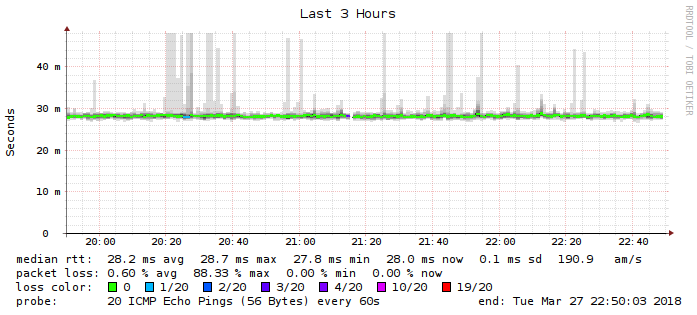 Last 3 Hours
RRDTOOL / TOBI OETIKER
Seconds
40 m
30 m
20 m
10 m
0
20:00 20:20 20:40 21:00 21:20 21:40 22:00 22:20 22:40
median rtt: 28.2 ms avg 28.7 ms max 27.8 ms min 28.0 ms now 0.1 ms sd 190.9 am/s
packet loss: 0.60 % avg 88.33 % max 0.00 % min 0.00 % now
loss color: 0 1/20 2/20 3/20 4/20 10/20 19/20
probe: 20 ICMP Echo Pings (56 Bytes) every 60s end: Tue Mar 27 22:50:03 2018